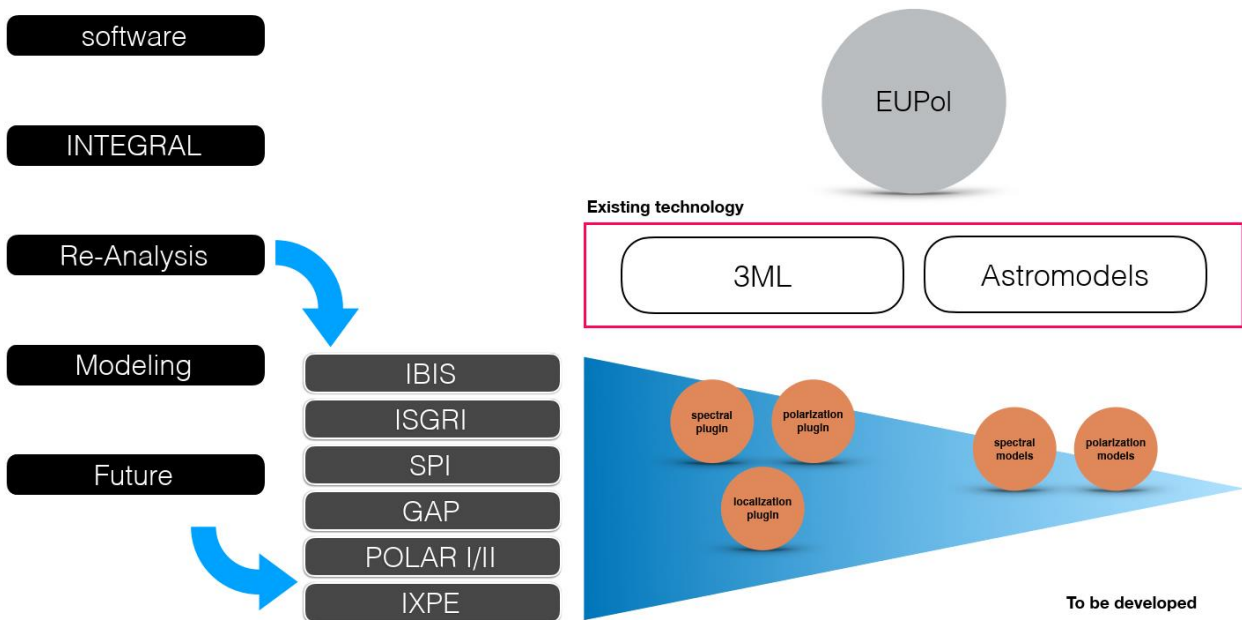 software
INTEGRAL
Re-Analysis
Modeling
Future
IBIS
ISGRI
SPI
GAP
POLAR I/II
IXPE
EUPol
Existing technology
3ML
Astromodels
spectral
plugin
polarization
plugin
localization
plugin
spectral
models
polarization
models
To be developed